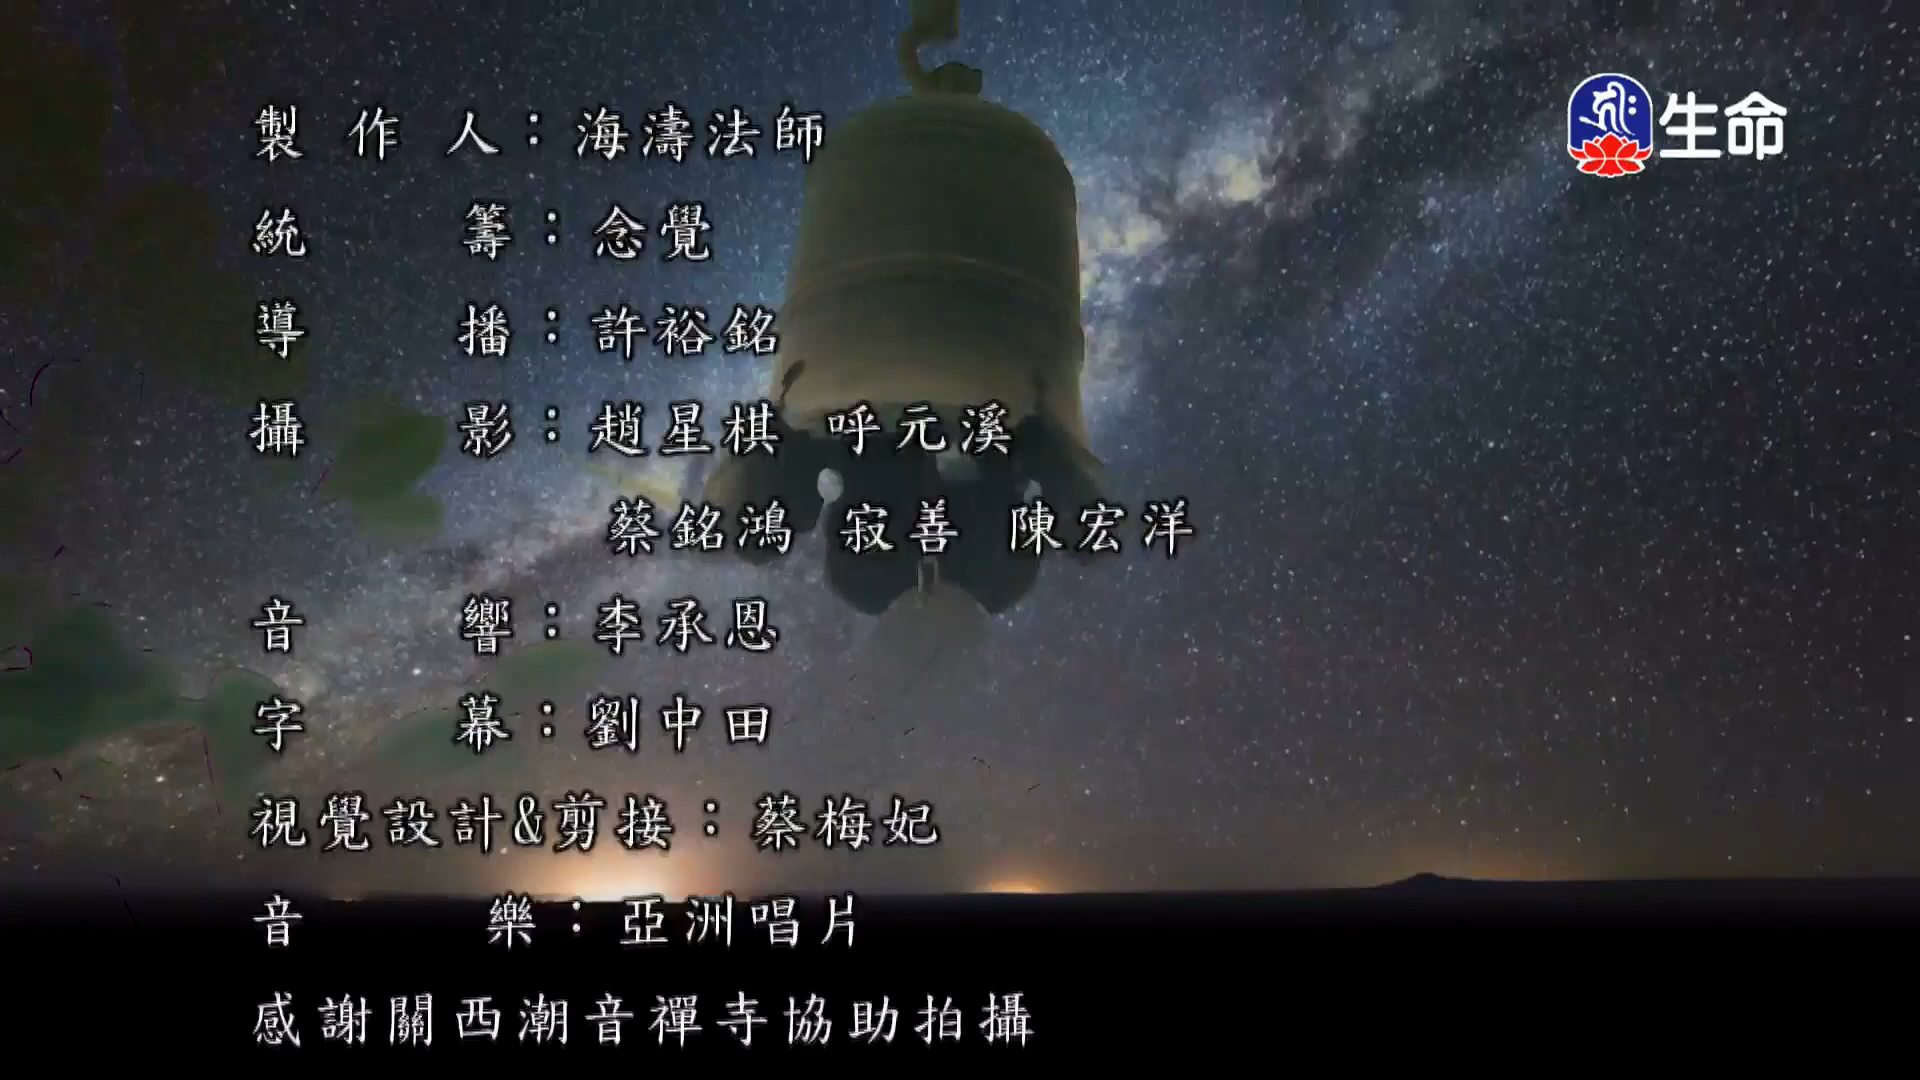 生命
製作人：海濤法師
統籌：念覺
導播：許裕銘
攝影：趙星棋 呼元溪
蔡銘鴻 寂善 陳宏洋
音響：李承恩
字幕：劉中田
視覺設計&剪接：蔡梅妃
音樂：亞洲唱片
感謝關西潮音禪寺協助拍攝